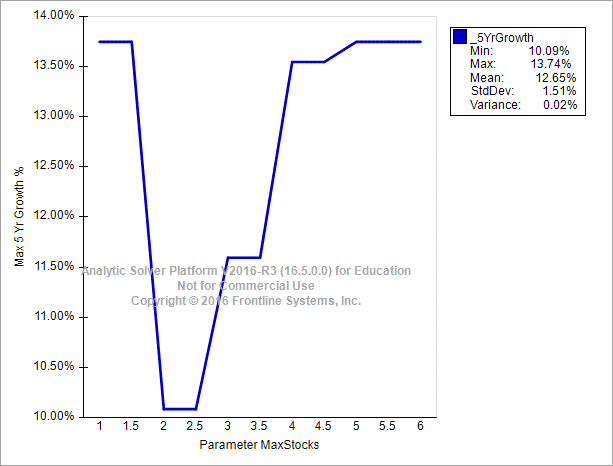 14.00%
13.50%
13.00%
12.50%
12.00%
11.50%
11.00%
10.50%
10.00%
Max 5 Yr Growth %
1 1.5 2 2.5 3 3.5 4 4.5 5 5.5 6
Parameter MaxStocks
Analytic Solver Platform V2016-R3 (16.5.0.0) for Education
Not for Commercial Use
Copyright © 2016 Frontline Systems, Inc.
_5YrGrowth
Min: 10.09%
Max: 13.74%
Mean: 12.65%
StdDev: 1.51%
Variance: 0.02%